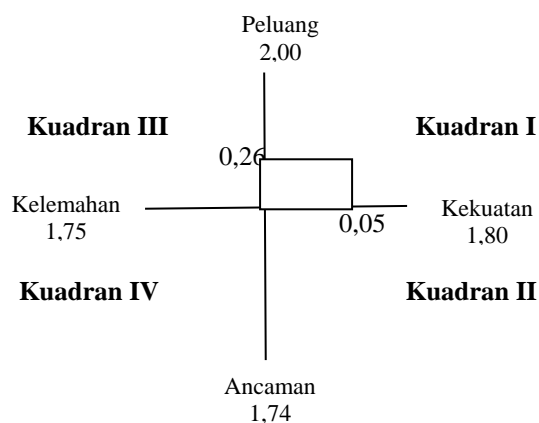 Peluang
2,00
Kuadran III
Kuadran I
0,26
Kelemahan
1,75
0,05
Kekuatan
1,80
Kuadran IV
Kuadran II
Ancaman
1,74